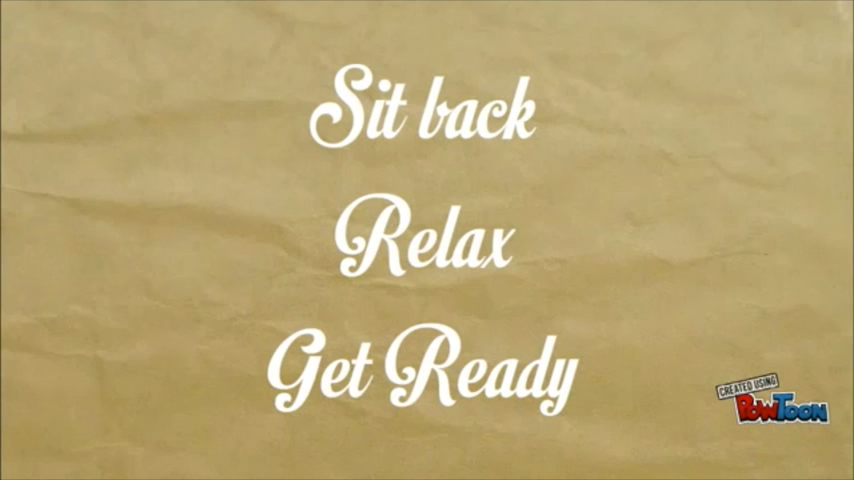 Sit back
Relax
Get Ready
CREATED USING
POWTOON